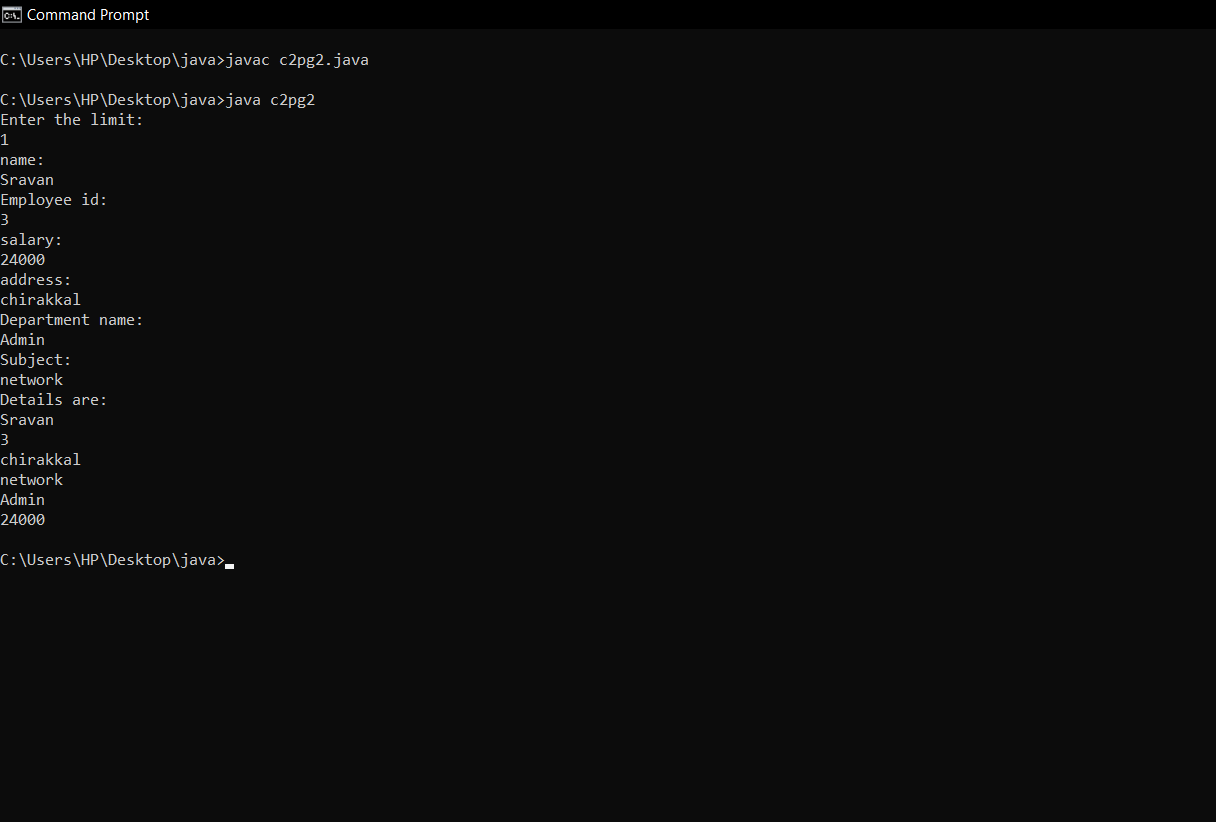 Command Prompt
C:\Users\HP\Desktop\java>javac c2pg2.java
C:\Users\HP\Desktop\java>java c2pg2
Enter the limit:
1
name:
Sravan
Employee id:
3
salary:
24000
address:
chirakkal
Department name:
Admin
Subject:
network
Details are:
Sravan
3
chirakkal
network
Admin
24000
C:\Users\HP\Desktop\java>